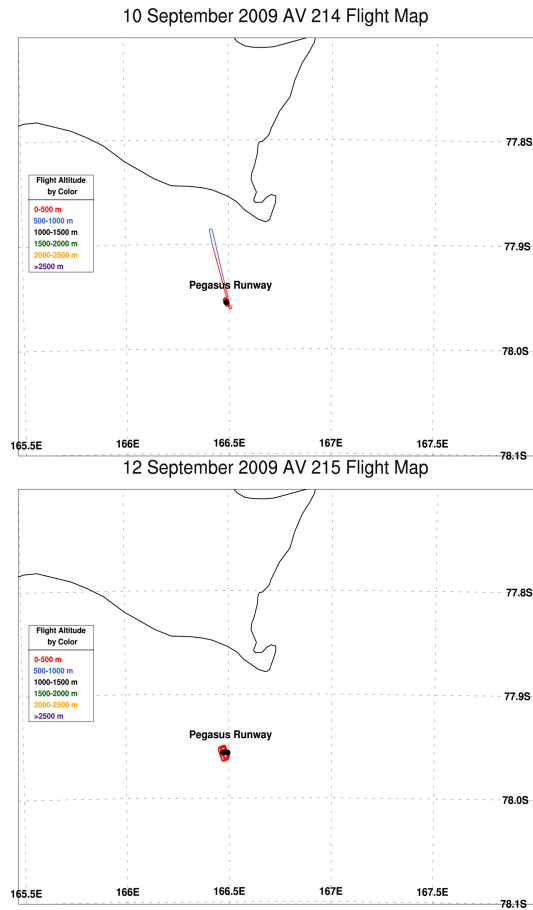 10 September 2009 AV 214 Flight Map
77.8S
Flight Altitude
by Color
0-500 m
500-1000 m
1000-1500 m
1500-2000 m
2000-2500 m
>2500 m
77.9S
Pegasus Runway
78.0S
165.5E 166E 166.5E 167E 167.5E
78.1S
12 September 2009 AV 215 Flight Map
77.8S
Flight Altitude
by Color
0-500 m
500-1000 m
1000-1500 m
1500-2000 m
2000-2500 m
>2500 m
77.9S
Pegasus Runway
78.0S
165.5E 166E 166.5E 167E 167.5E
78.1S